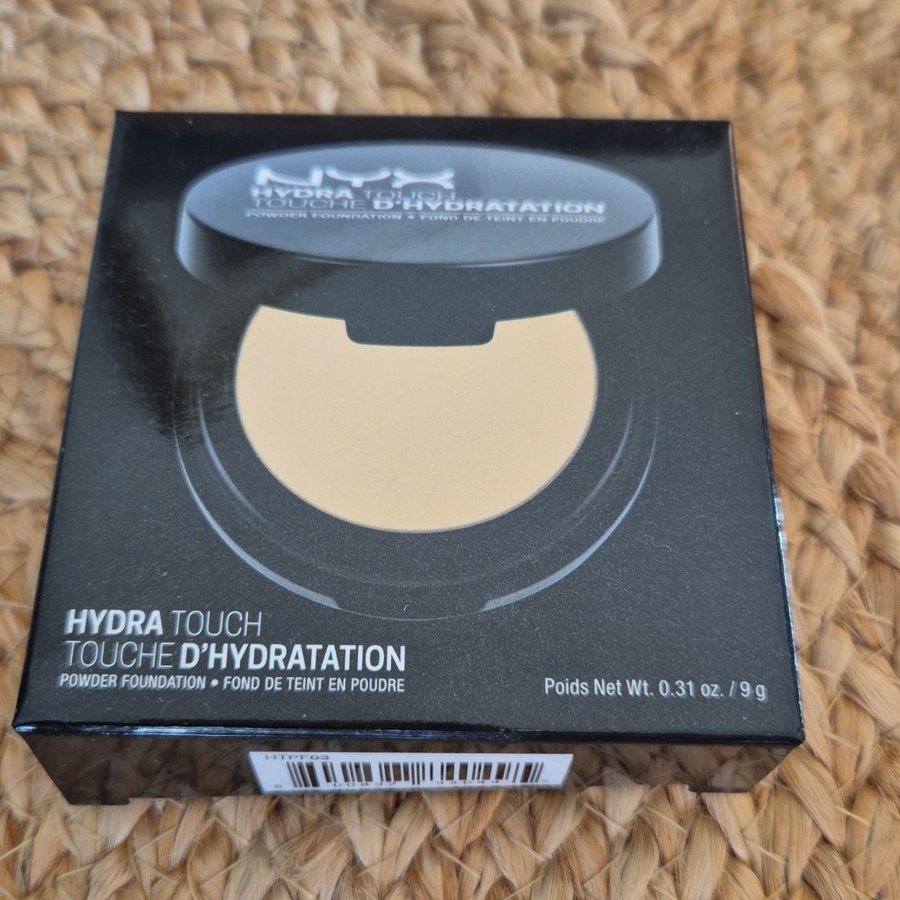 NYX
HYDRA TOUCH
TOUCHE D'HYDRATATION
POWDER FOUNDATION • FOND DE TEINT EN POUDRE
HYDRA TOUCH
TOUCHE D'HYDRATATION
POWDER FOUNDATION • FOND DE TEINT EN POUDRE
Poids Net Wt. 0.31 oz. / 9 g
HTPF03